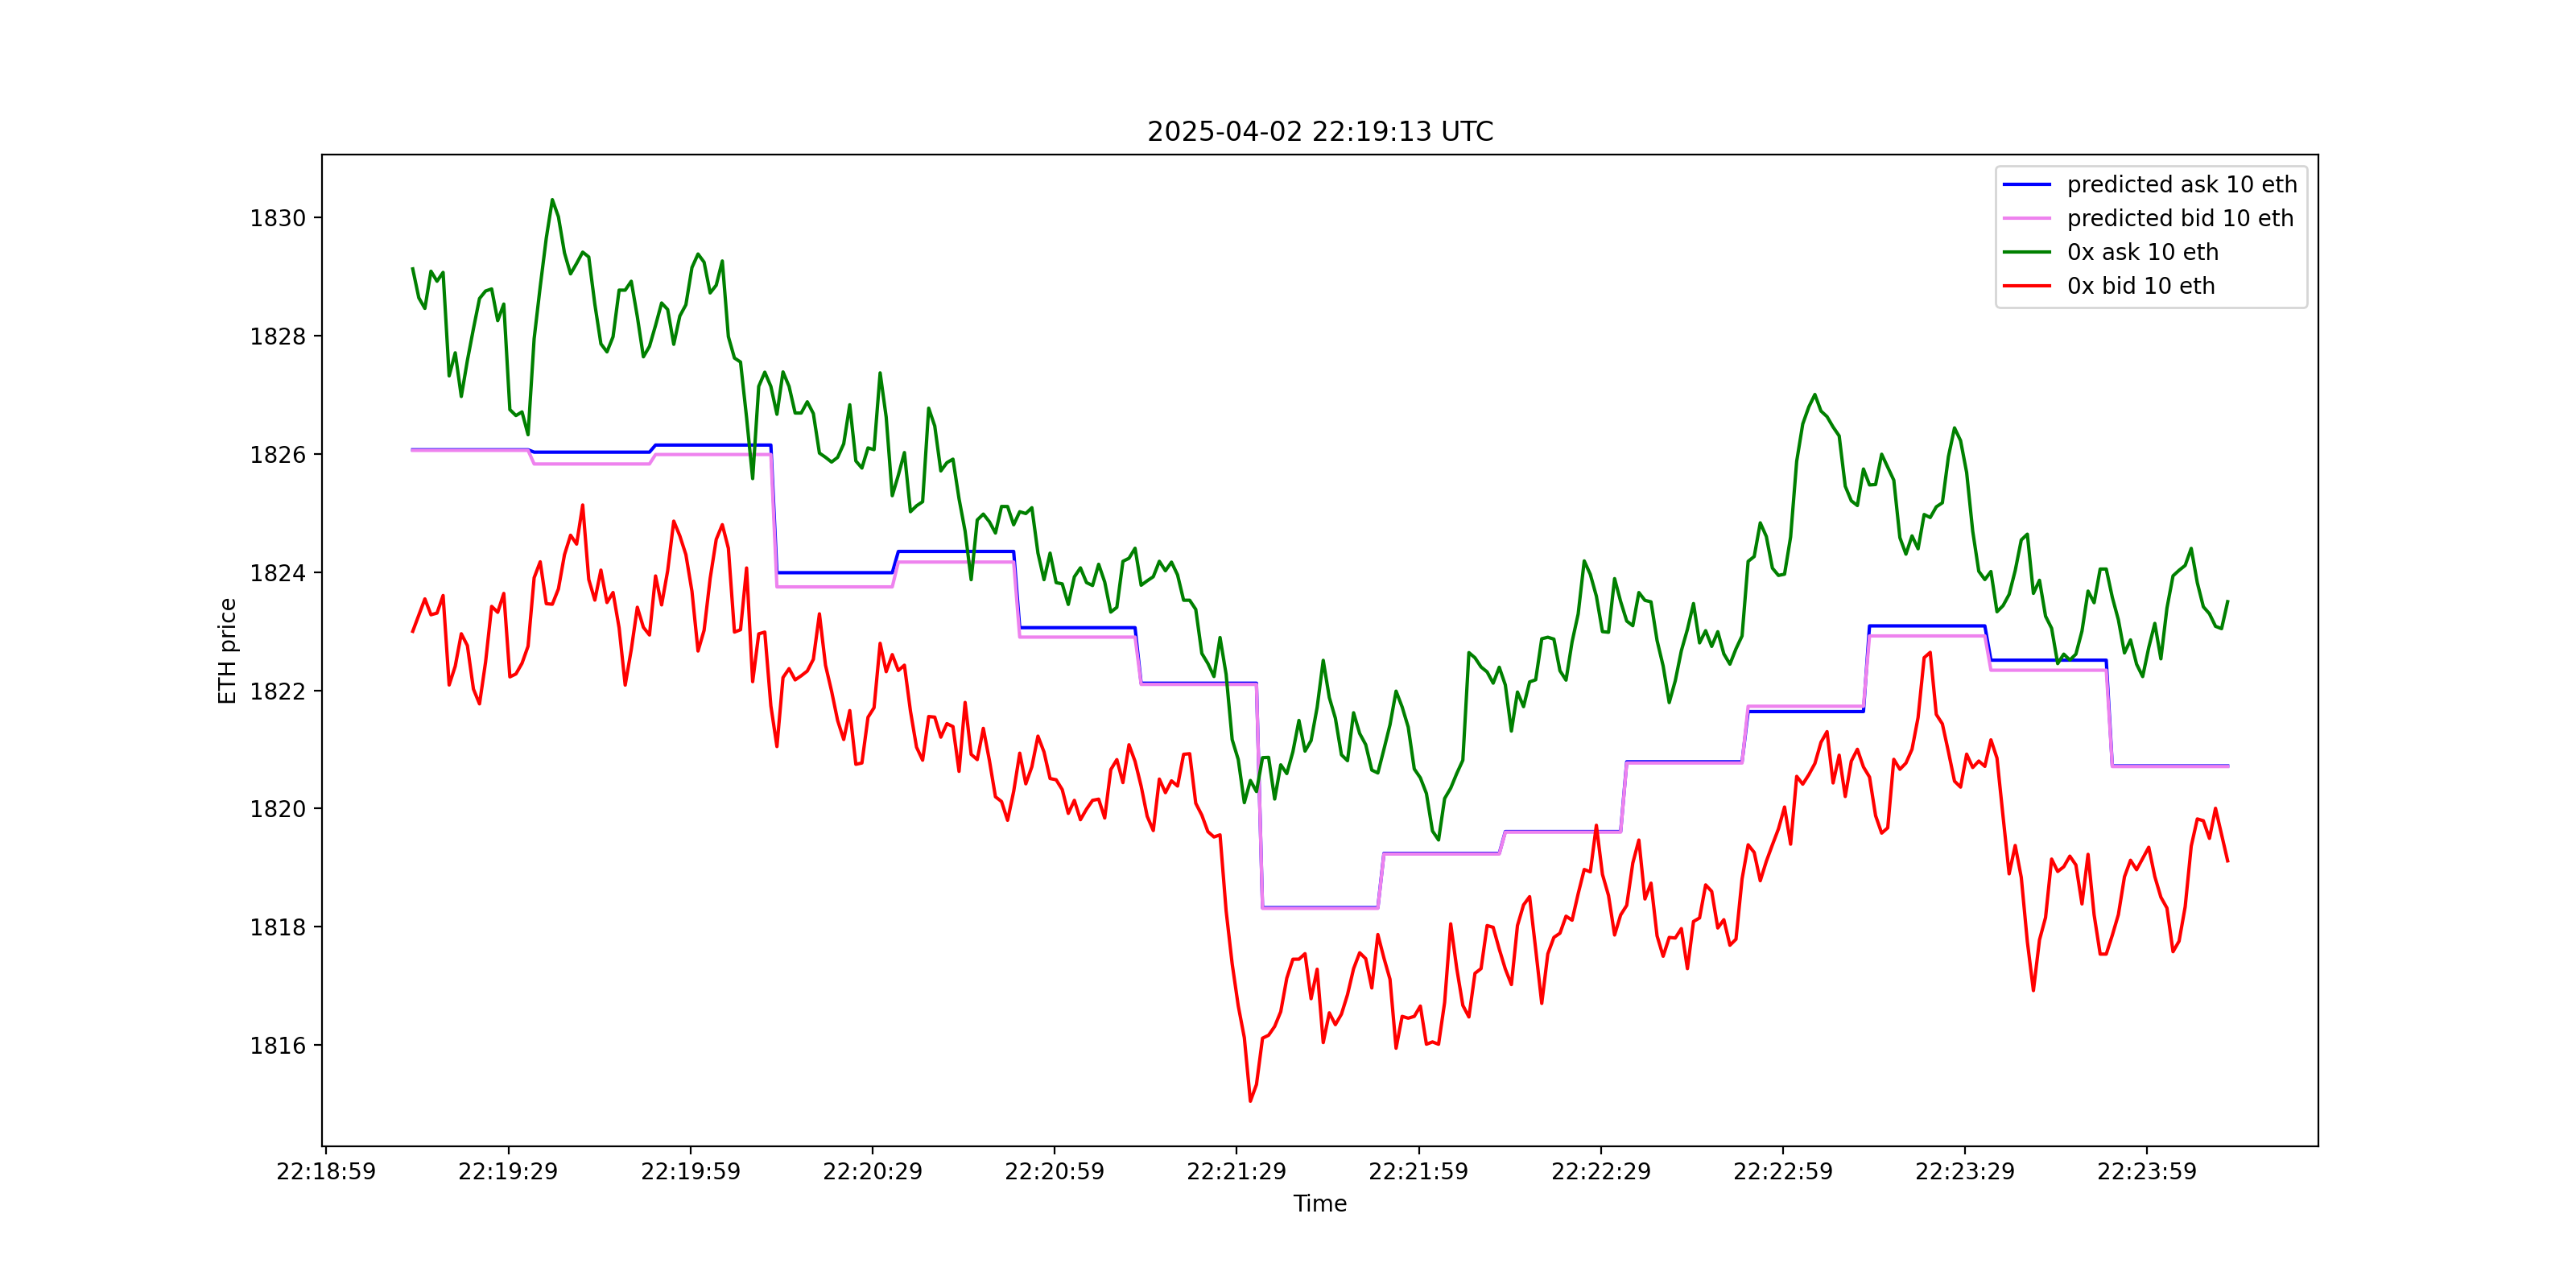 2025-04-02 22:19:13 UTC
predicted ask 10 eth
predicted bid 10 eth
0x ask 10 eth
0x bid 10 eth
ETH price
1830
1828
1826
1824
1822
1820
1818
1816
22:18:59 22:19:29 22:19:59 22:20:29 22:20:59 22:21:29 22:21:59 22:22:29 22:22:59 22:23:29 22:23:59
Time